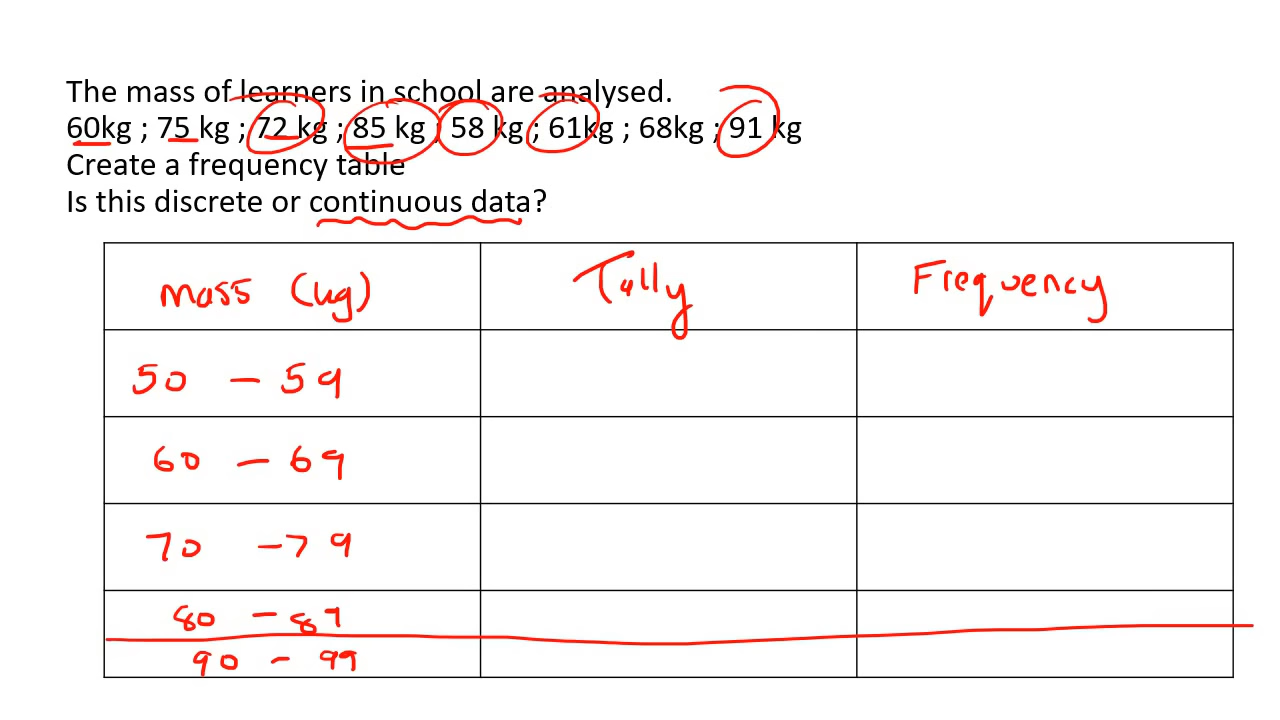 The mass of learners in school are analysed.
60kg ; 75 kg ; 72 kg ; 85 kg ; 58 kg ; 61kg ; 68kg ; 91 kg
Create a frequency table
Is this discrete or continuous data?
mass (kg) Tally Frequency
50 - 59
60 - 69
70 - 79
80 - 89
90 - 99